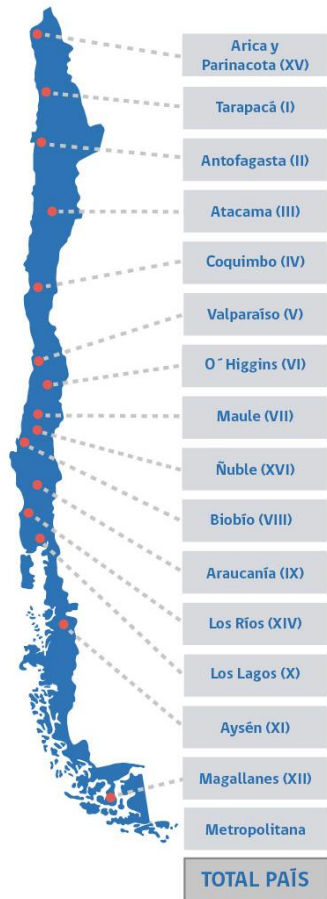 Arica y
Parinacota (XV)
Tarapacá (I)
Antofagasta (II)
Atacama (III)
Coquimbo (IV)
Valparaíso (V)
O´Higgins (VI)
Maule (VII)
Ñuble (XVI)
Biobío (VIII)
Araucanía (IX)
Los Ríos (XIV)
Los Lagos (X)
Aysén (XI)
Magallanes (XII)
Metropolitana
TOTAL PAÍS